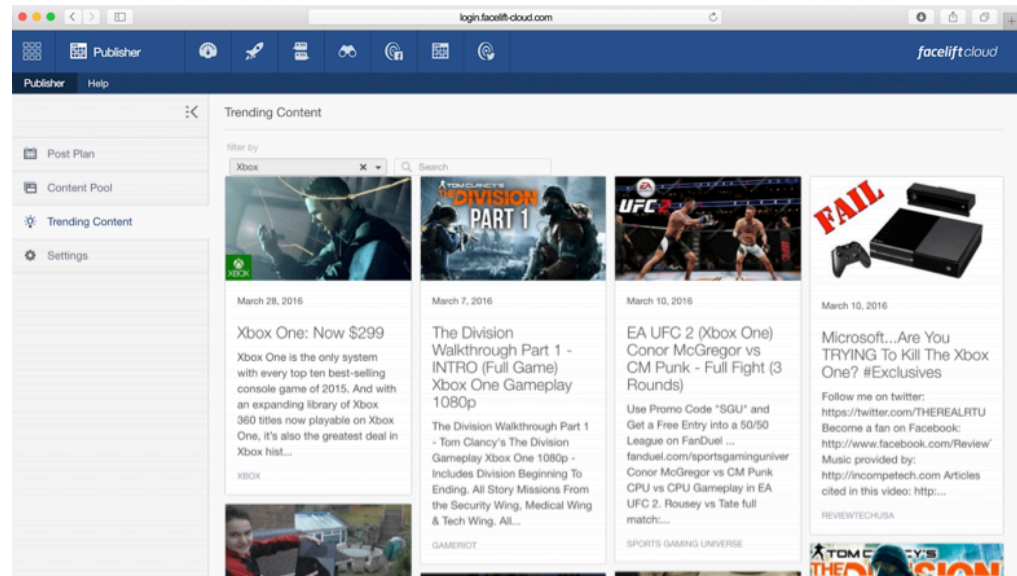 login.facelift-cloud.com
Publisher
facelift cloud
Publisher
Help
Trending Content
filter by
Xbox
Search
Post Plan
Content Pool
Trending Content
Settings
XBOX
March 28, 2016
Xbox One: Now $299
Xbox One is the only system
with every top ten best-selling
console game of 2015. And with
an expanding library of Xbox
360 titles now playable on Xbox
One, it's also the greatest deal in
Xbox hist...
XBOX
TOM CLANCY'S
THE DIVISION
PART 1
March 7, 2016
The Division
Walkthrough Part 1 -
INTRO (Full Game)
Xbox One Gameplay
1080p
The Division Walkthrough Part 1
- Tom Clancy's The Division
Gameplay Xbox One 1080p -
Includes Division Beginning To
Ending. All Story Missions From
the Security Wing, Medical Wing
& Tech Wing. All...
GAMERIOT
EA
UFC 2
March 10, 2016
EA UFC 2 (Xbox One)
Conor McGregor vs
CM Punk - Full Fight (3
Rounds)
Use Promo Code "SGU" and
Get a Free Entry into a 50/50
League on FanDuel ...
fanduel.com/sportsgaminguniver
Conor McGregor vs CM Punk
CPU vs CPU Gameplay in EA
UFC 2. Rousey vs Tate full
match:...
SPORTS GAMING UNIVERSE
FAIL
March 10, 2016
Microsoft...Are You
TRYING To Kill The Xbox
One? #Exclusives
Follow me on twitter:
https://twitter.com/THEREALRTU
Become a fan on Facebook:
http://www.facebook.com/Review
Music provided by:
http://incompetech.com Articles
cited in this video: http:...
REVIEWTECHUSA